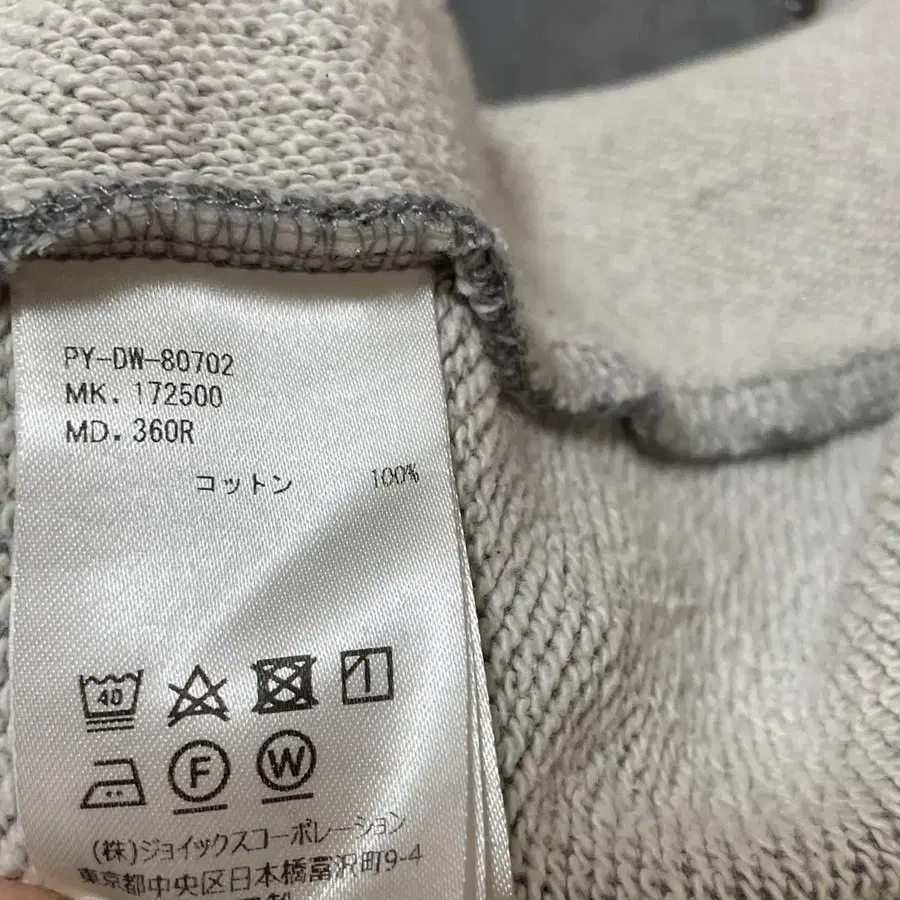 PY-DW-80702
MK. 172500
MD. 360R
コットン 100%
40
F W
(株)ジョイックスコーポレーション
東京都中央区日本橋富沢町9-4